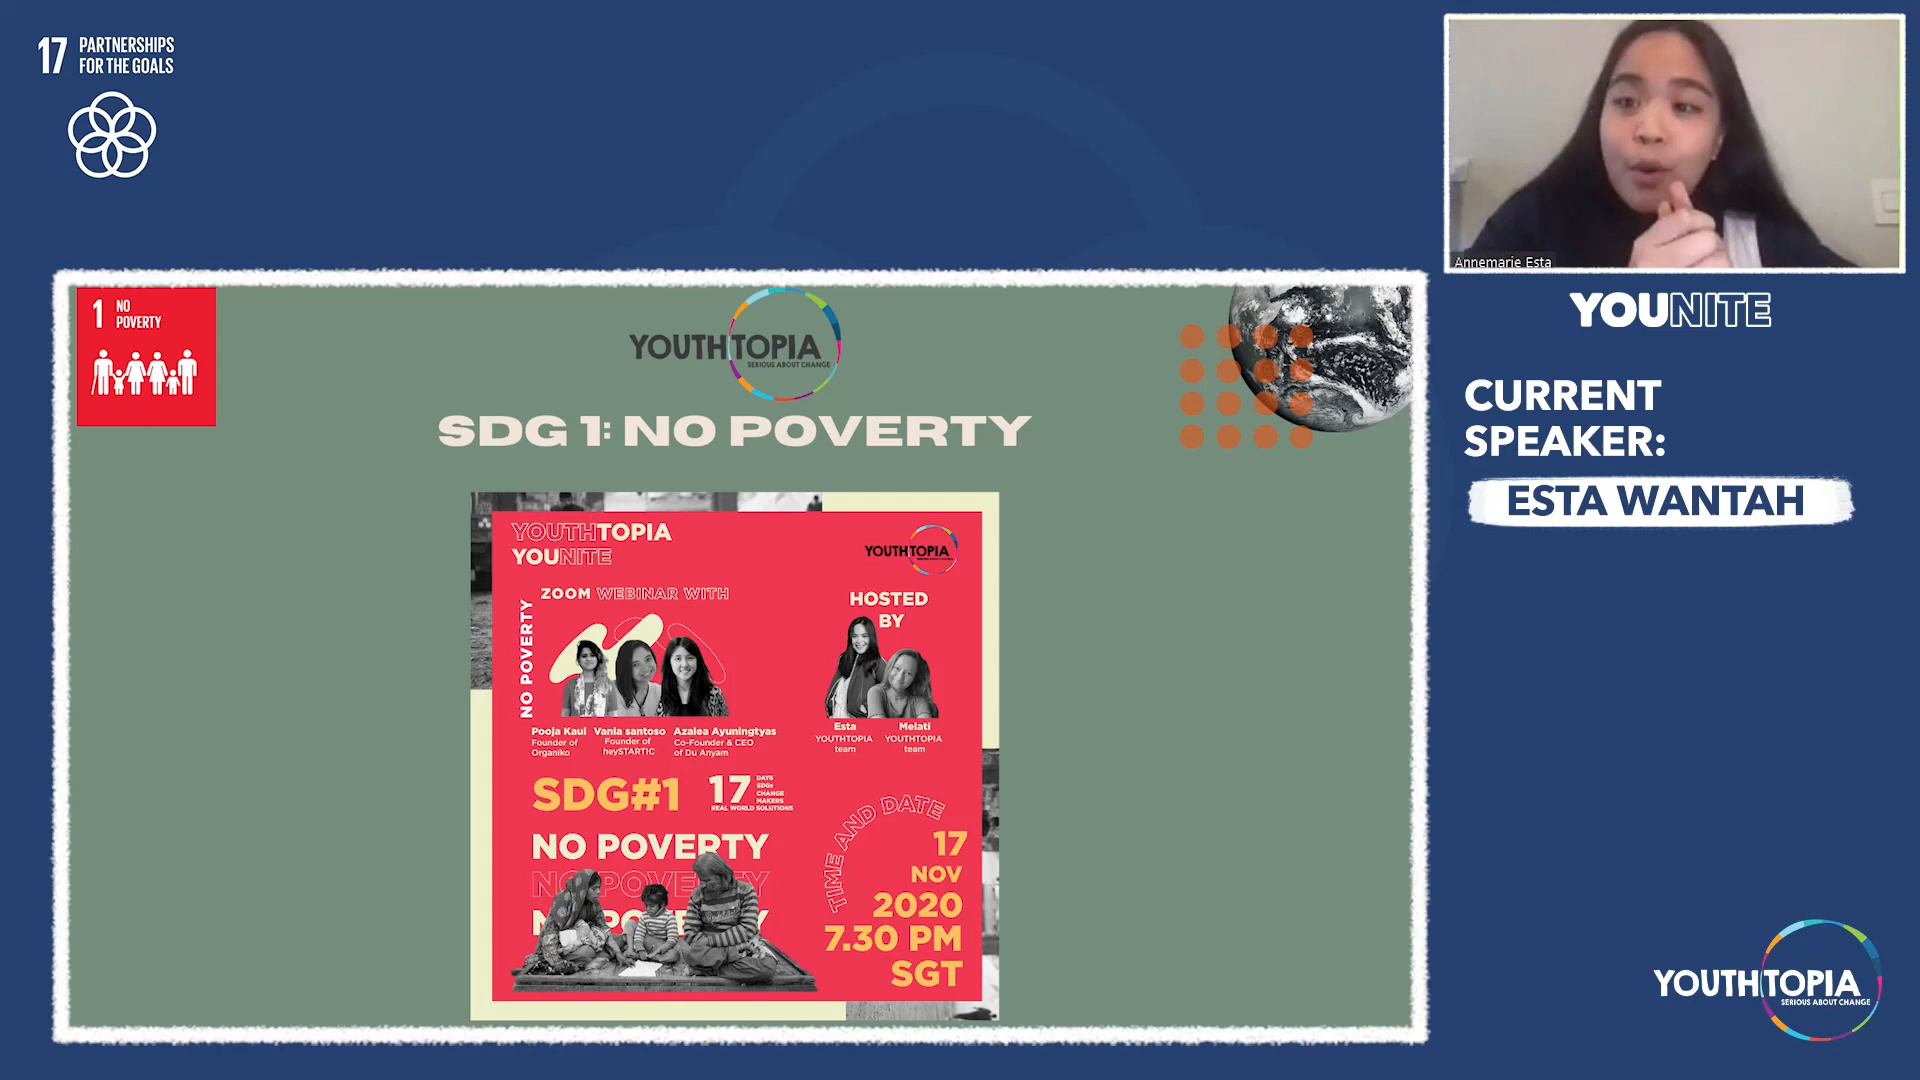 17 PARTNERSHIPS
FOR THE GOALS
Annemarie Esta
YOUNITE
CURRENT
SPEAKER:
ESTA WANTAH
1 NO
POVERTY
YOUTHTOPIA
SERIOUS ABOUT CHANGE
SDG 1: NO POVERTY
YOUTHTOPIA
YOUNITE
YOUTHTOPIA
ZOOM WEBINAR WITH
NO POVERTY
HOSTED
BY
Pooja Kaul
Founder of
Organiko
Vania santoso
Founder of
heySTARTIC
Azalea Ayuningtyas
Co-Founder & CEO
of Du Anyam
Esta
YOUTHTOPIA
team
Melati
YOUTHTOPIA
team
SDG#1
17 DAYS
SDGs
CHANGE
MAKERS
REAL WORLD SOLUTIONS
NO POVERTY
NO POVERTY
NO POVERTY
TIME AND DATE
17
NOV
2020
7.30 PM
SGT
YOUTHTOPIA
SERIOUS ABOUT CHANGE